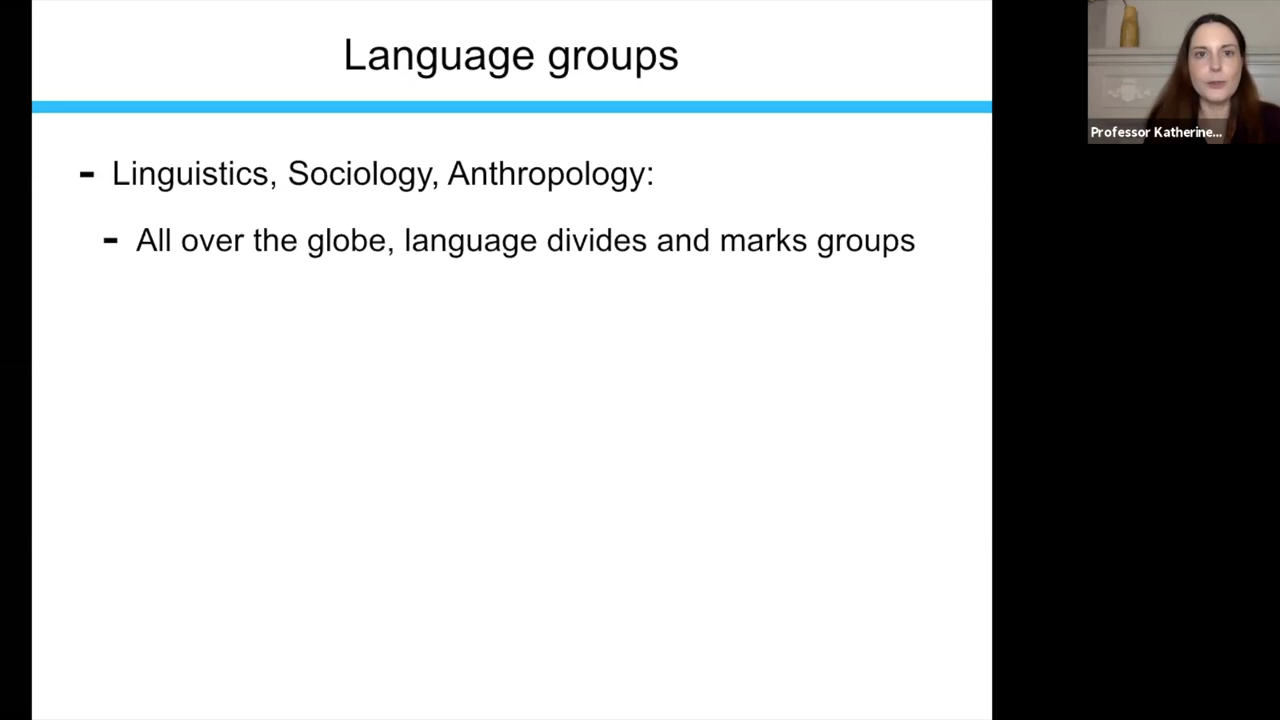 Language groups
- Linguistics, Sociology, Anthropology:
- All over the globe, language divides and marks groups
Professor Katherine...